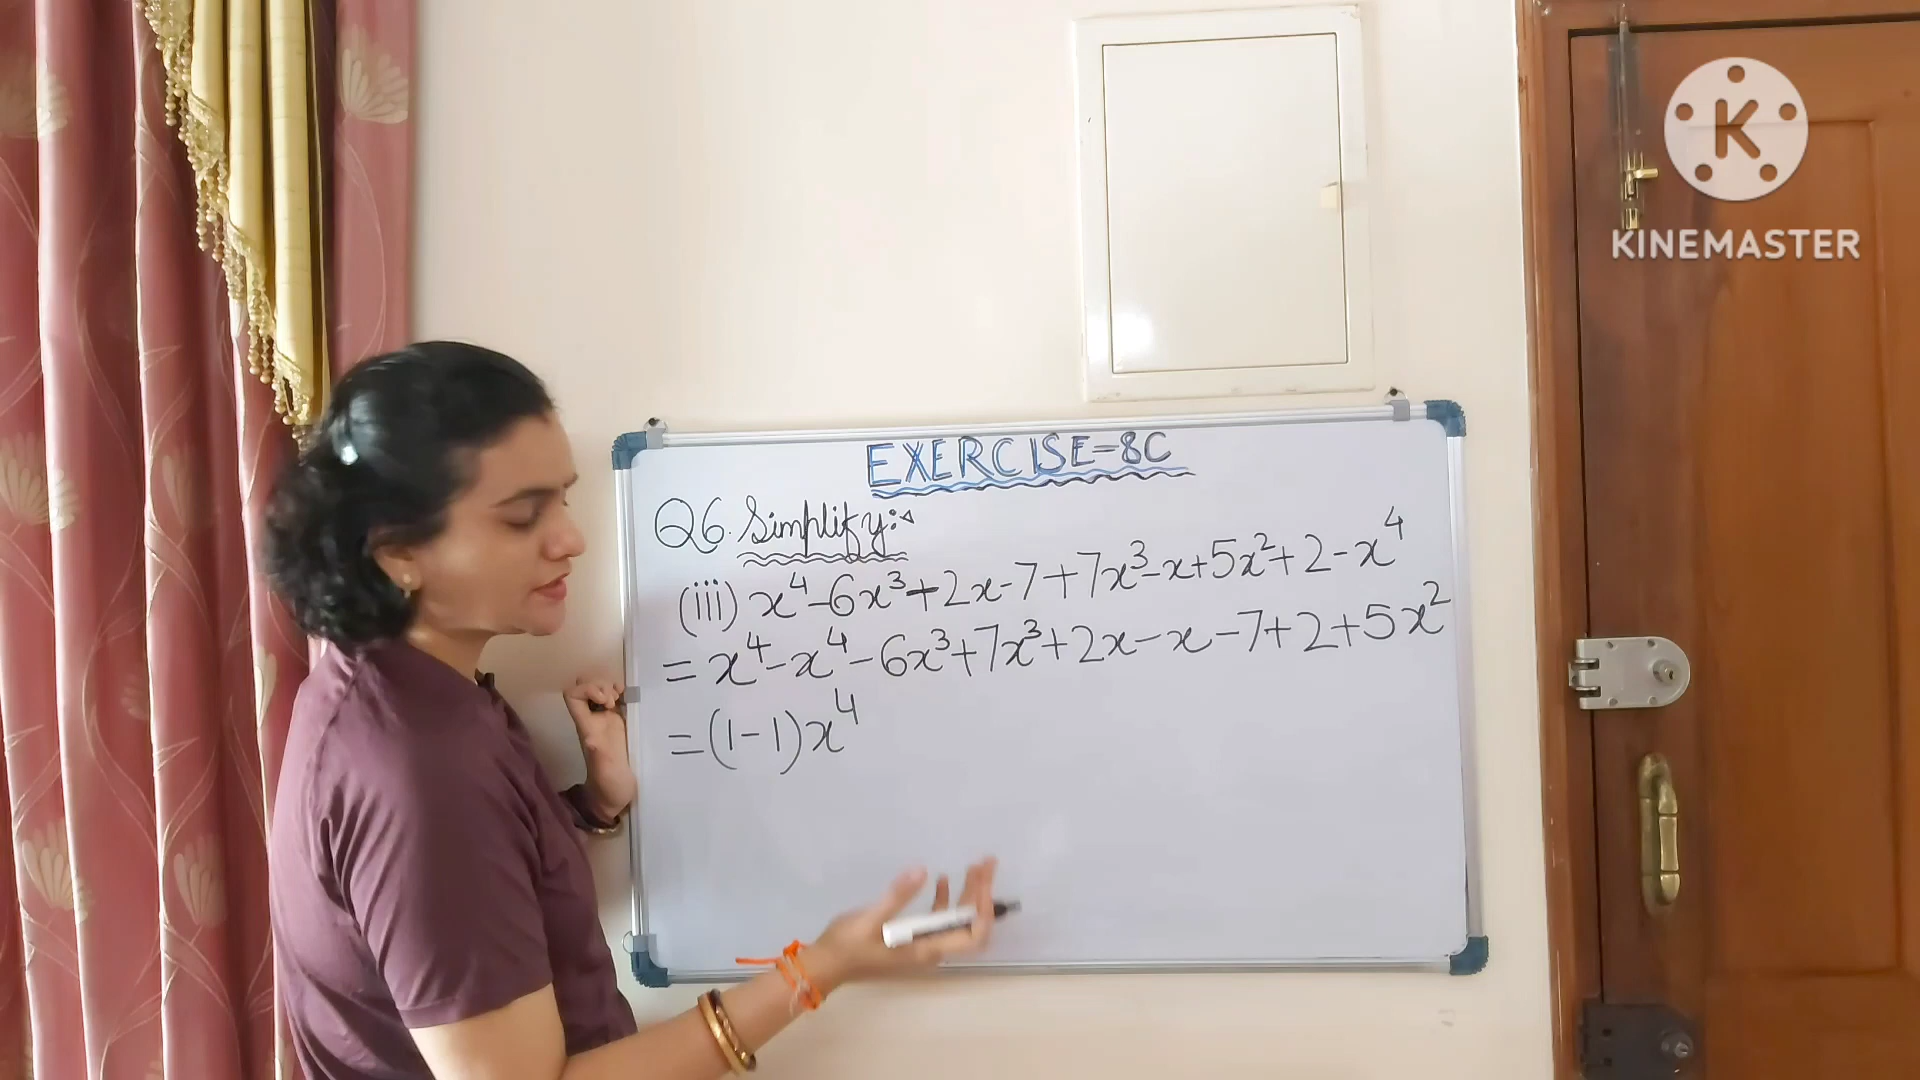 KINEMASTER
EXERCISE-8C
Q6. Simplify:-
(iii) x⁴-6x³+2x-7+7x³-x+5x²+2-x⁴
=x⁴-x⁴-6x³+7x³+2x-x-7+2+5x²
=(1-1)x⁴